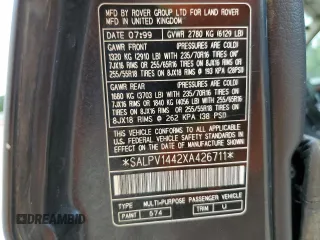 MFG BY ROVER GROUP LTD FOR LAND ROVER
IN UNITED KINGDOM
DATE 07:99 GVWR 2780 KG (6129 LB)
GAWR FRONT (PRESSURES ARE COLD)
1320 KG (2910 LB) WITH 235/70R16 TIRES ON
7JX16 RIMS OR 255/65R16 TIRES ON 8JX16 RIMS OR
255/55R18 TIRES ON 8JX18 RIMS @ 193 KPA (28PSI)
GAWR REAR (PRESSURES ARE COLD)
1680 KG (3703 LB) WITH 235/70R16 TIRES ON 7JX16
RIMS OR 1840 KG (4056 LB) WITH 255/65R16
TIRES ON 8JX16 RIMS OR 255/55R18 TIRES ON
8JX18 RIMS @ 262 KPA (38 PSI)
THIS VEHICLE CONFORMS TO ALL APPLICABLE
U.S. FEDERAL MOTOR VEHICLE SAFETY
STANDARDS IN EFFECT ON THE DATE OF
MANUFACTURE SHOWN ABOVE.
*SALPV1442XA426711*
TYPE MULTI-PURPOSE PASSENGER VEHICLE
PAINT 574 TRIM U
DREAMBID